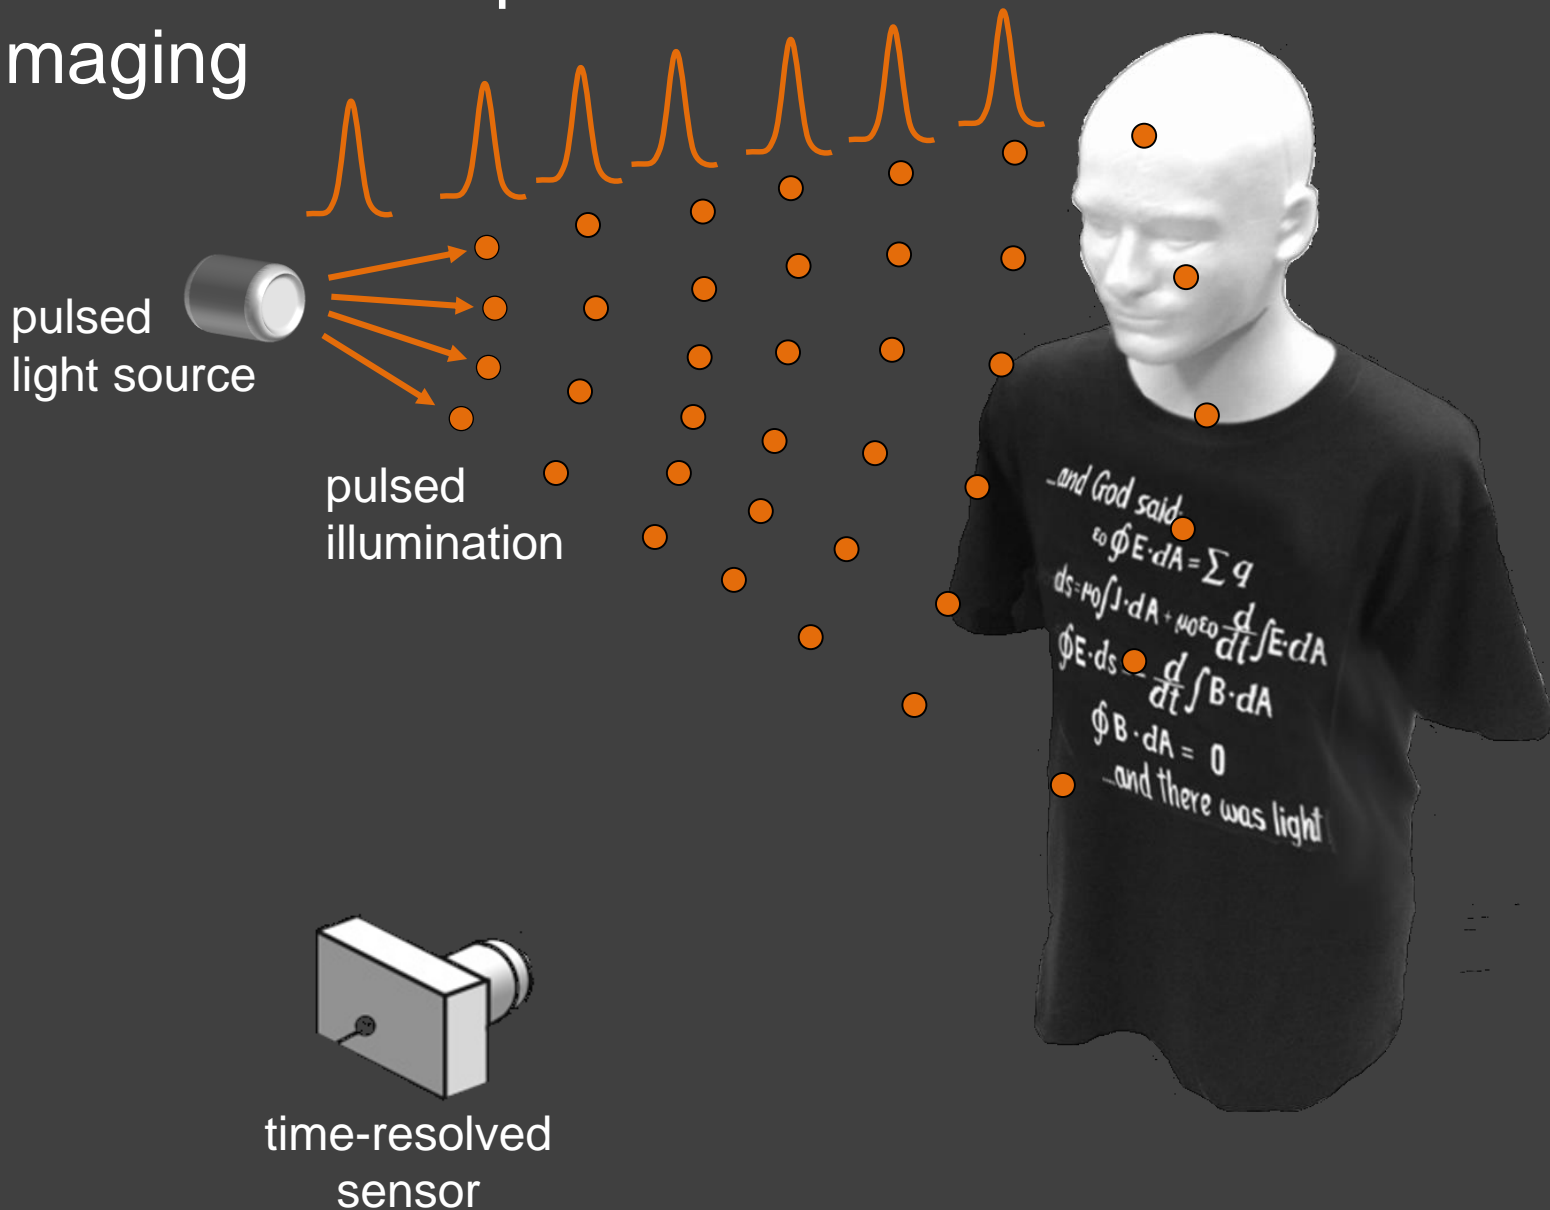 maging
pulsed
light source
pulsed
illumination
...and God said
ε₀ ∮E·dA = ∑ q
ds=μ₀∫J·dA + μ₀ε₀ d/dt ∫E·dA
∮E·ds d/dt ∫B·dA
∮B·dA = 0
...and there was light
time-resolved
sensor